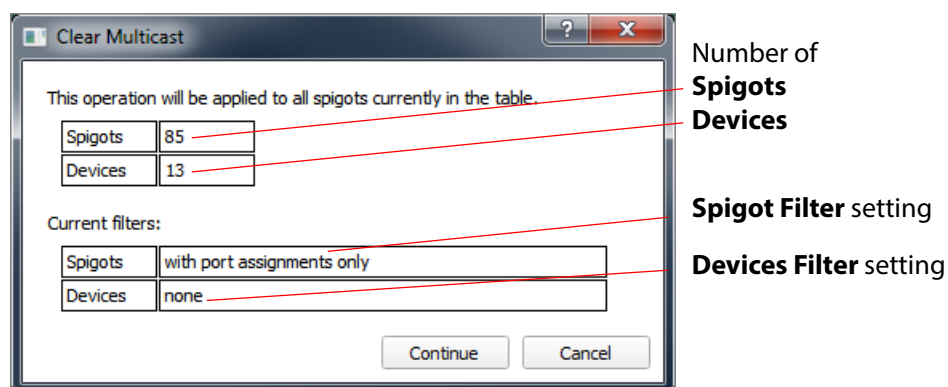 Clear Multicast
? X
This operation will be applied to all spigots currently in the table.
Spigots 85
Devices 13
Current filters:
Spigots with port assignments only
Devices none
Continue Cancel
Number of
Spigots
Devices
Spigot Filter setting
Devices Filter setting